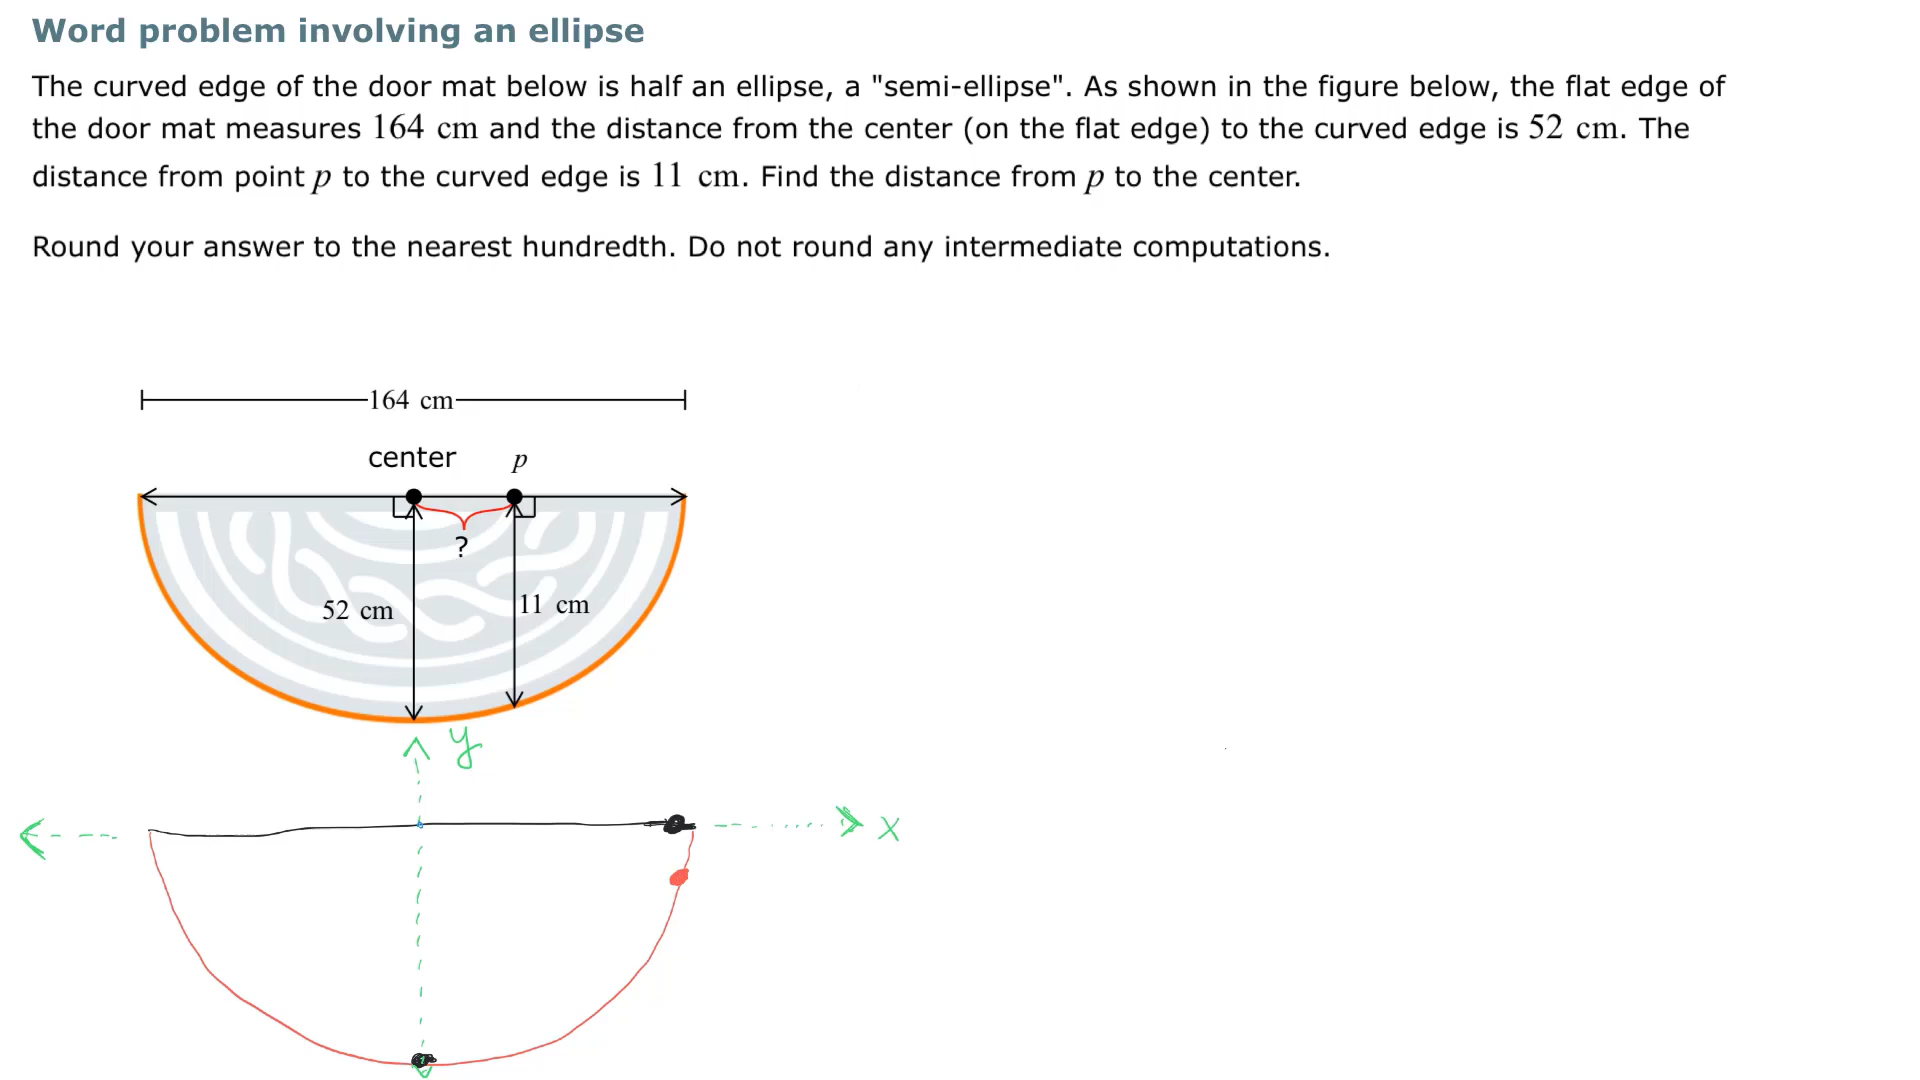 Word problem involving an ellipse
The curved edge of the door mat below is half an ellipse, a "semi-ellipse". As shown in the figure below, the flat edge of
the door mat measures 164 cm and the distance from the center (on the flat edge) to the curved edge is 52 cm. The
distance from point p to the curved edge is 11 cm. Find the distance from p to the center.
Round your answer to the nearest hundredth. Do not round any intermediate computations.
164 cm
center p
?
52 cm 11 cm
y
x